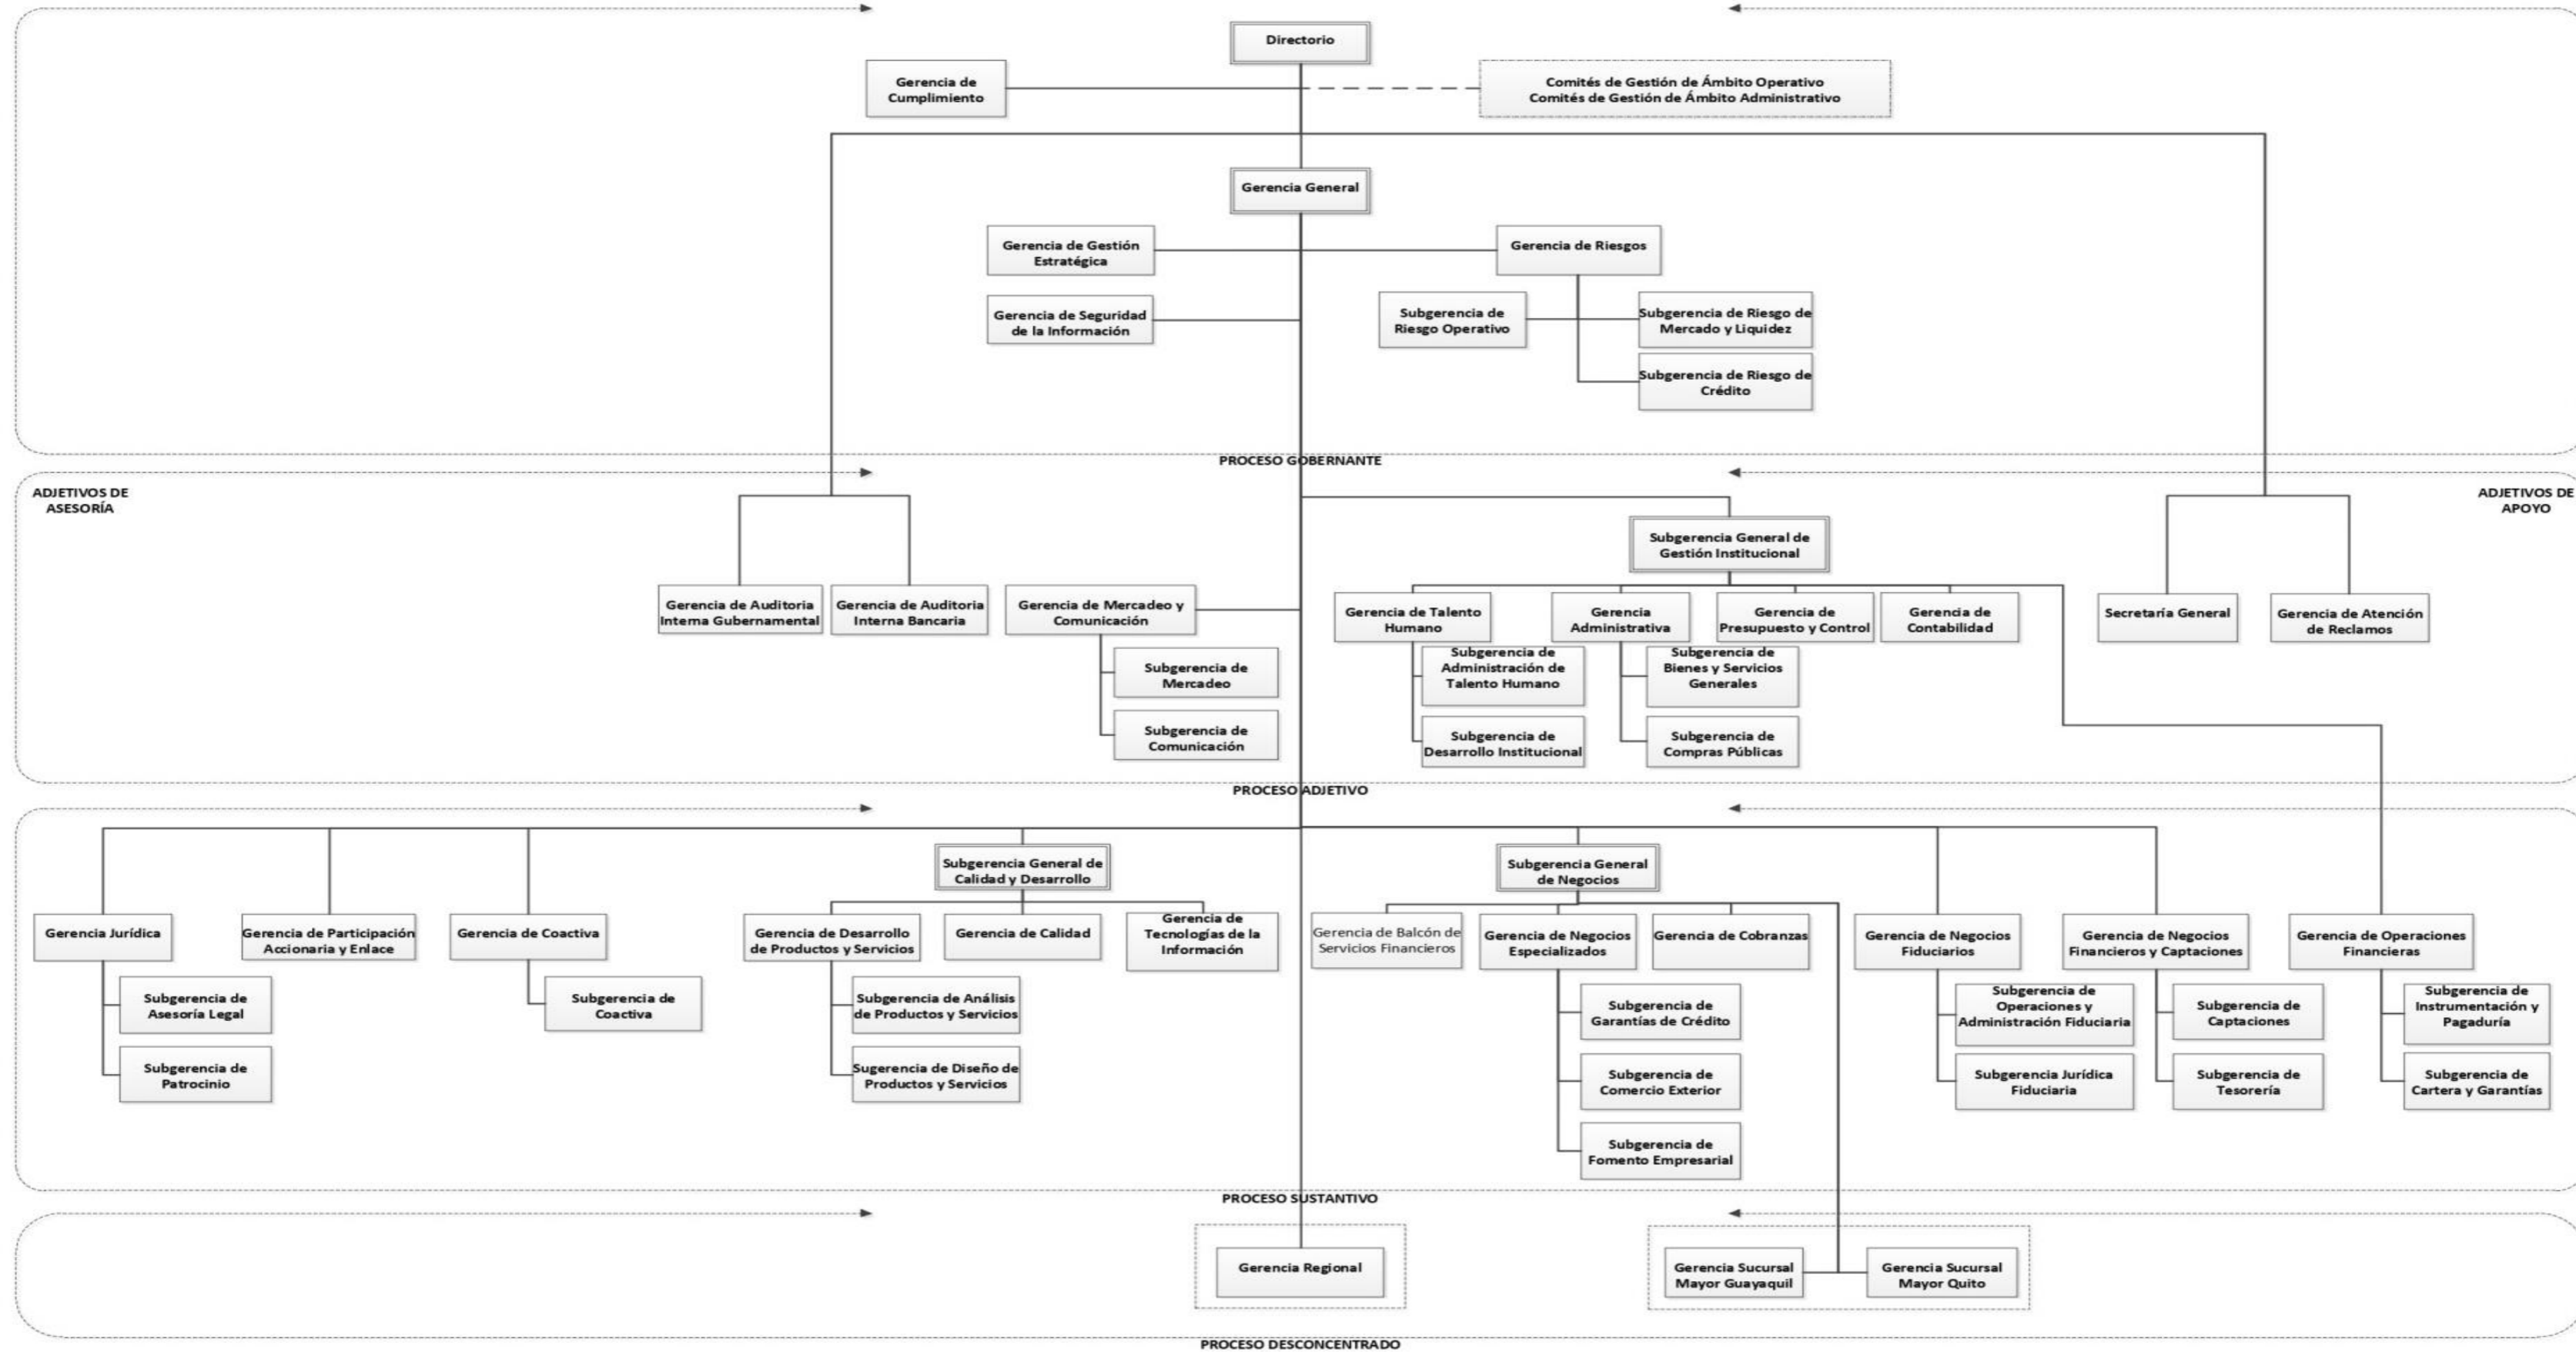 Directorio
Gerencia de
Cumplimiento
Comités de Gestión de Ámbito Operativo
Comités de Gestión de Ámbito Administrativo
Gerencia General
Gerencia de Gestión
Estratégica
Gerencia de Riesgos
Gerencia de Seguridad
de la Información
Subgerencia de
Riesgo Operativo
Subgerencia de Riesgo de
Mercado y Liquidez
Subgerencia de Riesgo de
Crédito
PROCESO GOBERNANTE
ADJETIVOS DE
ASESORÍA
ADJETIVOS DE
APOYO
Subgerencia General de
Gestión Institucional
Gerencia de Auditoria
Interna Gubernamental
Gerencia de Auditoria
Interna Bancaria
Gerencia de Mercadeo y
Comunicación
Subgerencia de
Mercadeo
Subgerencia de
Comunicación
Gerencia de Talento
Humano
Subgerencia de
Administración de
Talento Humano
Subgerencia de
Desarrollo Institucional
Gerencia
Administrativa
Subgerencia de
Bienes y Servicios
Generales
Subgerencia de
Compras Públicas
Gerencia de
Presupuesto y Control
Gerencia de
Contabilidad
Secretaría General
Gerencia de Atención
de Reclamos
PROCESO ADJETIVO
Subgerencia General de
Calidad y Desarrollo
Subgerencia General
de Negocios
Gerencia Jurídica
Subgerencia de
Asesoría Legal
Subgerencia de
Patrocinio
Gerencia de Participación
Accionaria y Enlace
Gerencia de Coactiva
Subgerencia de
Coactiva
Gerencia de Desarrollo
de Productos y Servicios
Subgerencia de Análisis
de Productos y Servicios
Sugerencia de Diseño de
Productos y Servicios
Gerencia de Calidad
Gerencia de
Tecnologías de la
Información
Gerencia de Balcón de
Servicios Financieros
Gerencia de Negocios
Especializados
Subgerencia de
Garantías de Crédito
Subgerencia de
Comercio Exterior
Subgerencia de
Fomento Empresarial
Gerencia de Cobranzas
Gerencia de Negocios
Fiduciarios
Subgerencia de
Operaciones y
Administración Fiduciaria
Subgerencia Jurídica
Fiduciaria
Gerencia de Negocios
Financieros y Captaciones
Subgerencia de
Captaciones
Subgerencia de
Tesorería
Gerencia de Operaciones
Financieras
Subgerencia de
Instrumentación y
Pagaduría
Subgerencia de
Cartera y Garantías
PROCESO SUSTANTIVO
Gerencia Regional
Gerencia Sucursal
Mayor Guayaquil
Gerencia Sucursal
Mayor Quito
PROCESO DESCONCENTRADO